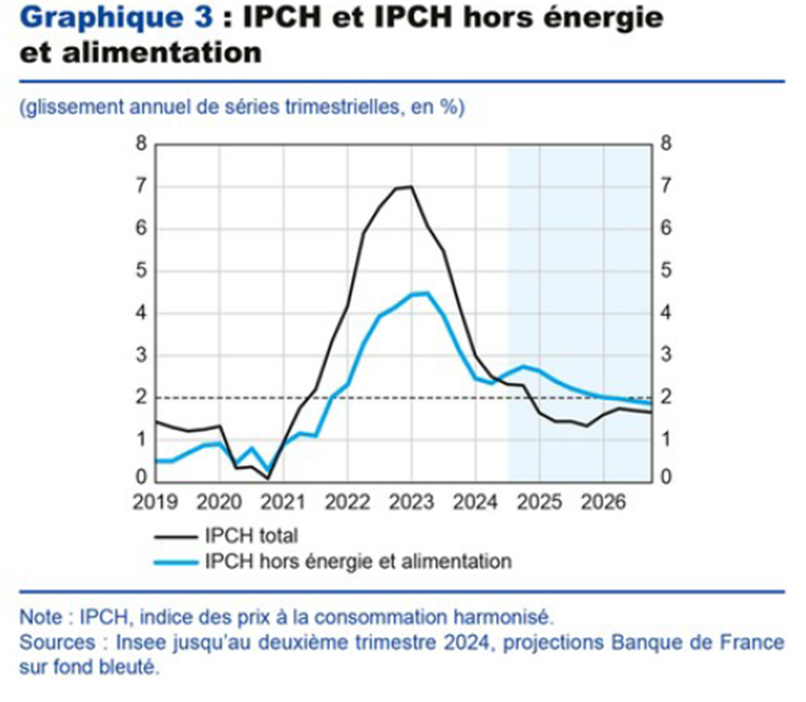 Graphique 3 : IPCH et IPCH hors énergie
et alimentation
(glissement annuel de séries trimestrielles, en %)
8 8
7 7
6 6
5 5
4 4
3 3
2 2
1 1
0 0
2019 2020 2021 2022 2023 2024 2025 2026
IPCH total
IPCH hors énergie et alimentation
Note : IPCH, indice des prix à la consommation harmonisé.
Sources : Insee jusqu'au deuxième trimestre 2024, projections Banque de France
sur fond bleuté.